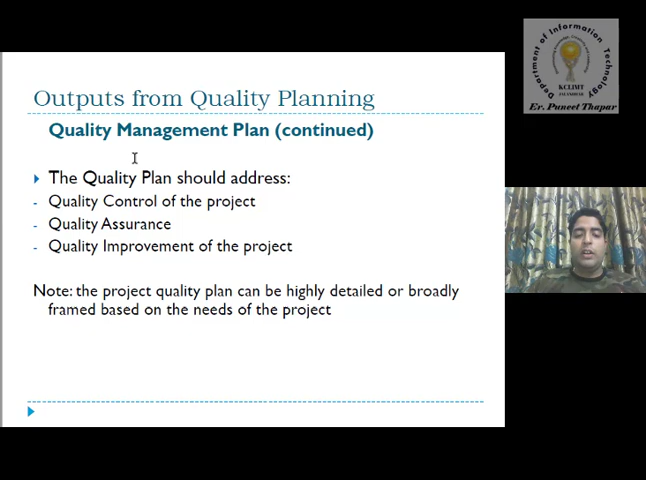 Outputs from Quality Planning
Quality Management Plan (continued)
The Quality Plan should address:
- Quality Control of the project
- Quality Assurance
- Quality Improvement of the project
Note: the project quality plan can be highly detailed or broadly
framed based on the needs of the project
Department of Information Technology
KCLIMT
JALANDHAR
Er. Puneet Thapar